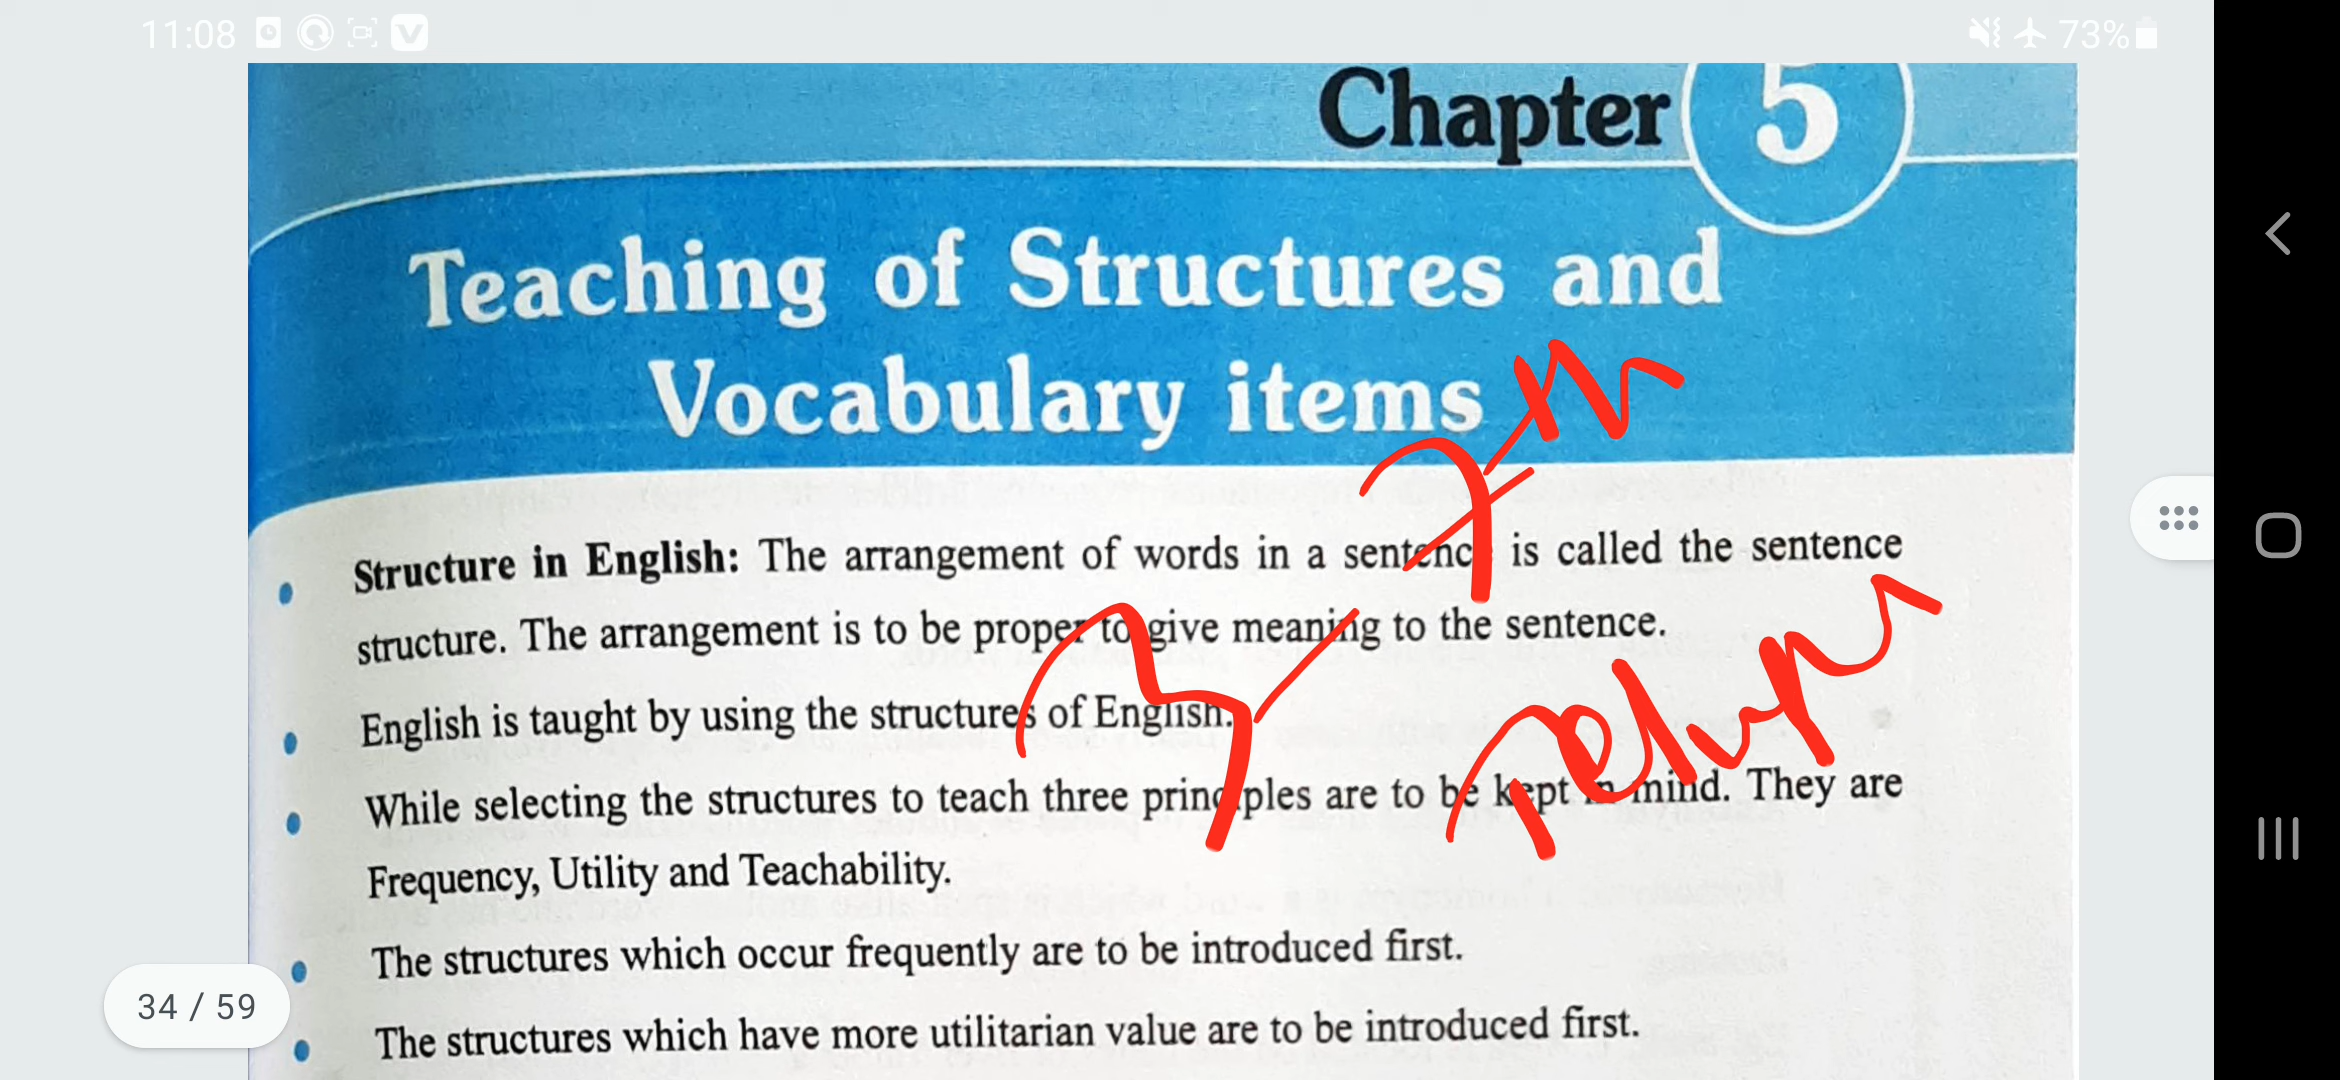 11:08
73%
Chapter 5
Teaching of Structures and
Vocabulary items
Structure in English: The arrangement of words in a sentence is called the sentence
structure. The arrangement is to be proper to give meaning to the sentence.
English is taught by using the structures of English.
While selecting the structures to teach three principles are to be kept in mind. They are
Frequency, Utility and Teachability.
The structures which occur frequently are to be introduced first.
The structures which have more utilitarian value are to be introduced first.
34 / 59